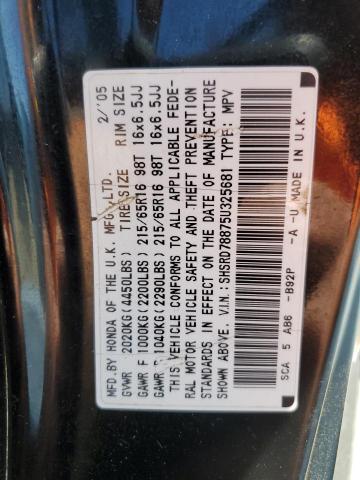 MFD.BY HONDA OF THE U.K. MFG.,LTD. 2/'05
GVWR 2020KG(4450LBS) TIRE SIZE RIM SIZE
GAWR F 1000KG(2200LBS) 215/65R16 98T 16x6.5JJ
GAWR R 1040KG(2290LBS) 215/65R16 98T 16x6.5JJ
THIS VEHICLE CONFORMS TO ALL APPLICABLE FEDE-
RAL MOTOR VEHICLE SAFETY AND THEFT PREVENTION
STANDARDS IN EFFECT ON THE DATE OF MANUFACTURE
SHOWN ABOVE. V.I.N.: SHSRD78875U325681 TYPE: MPV
SCA 5 AB6 -B92P -A -U MADE IN U.K.